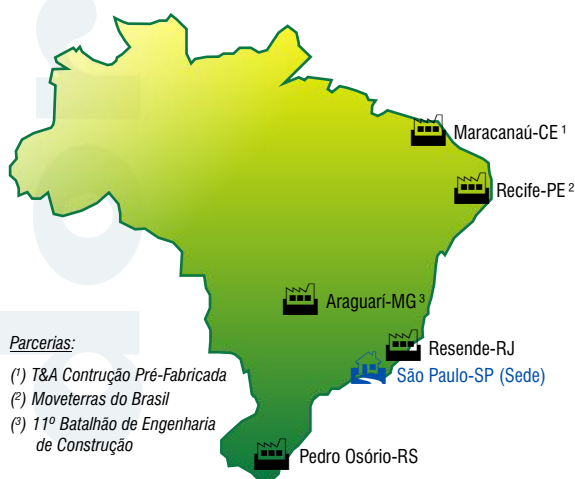 Maracanaú-CE ¹
Recife-PE ²
Araguarí-MG ³
Resende-RJ
São Paulo-SP (Sede)
Pedro Osório-RS
Parcerias:
(¹) T&A Contrução Pré-Fabricada
(²) Moveterras do Brasil
(³) 11º Batalhão de Engenharia
de Construção